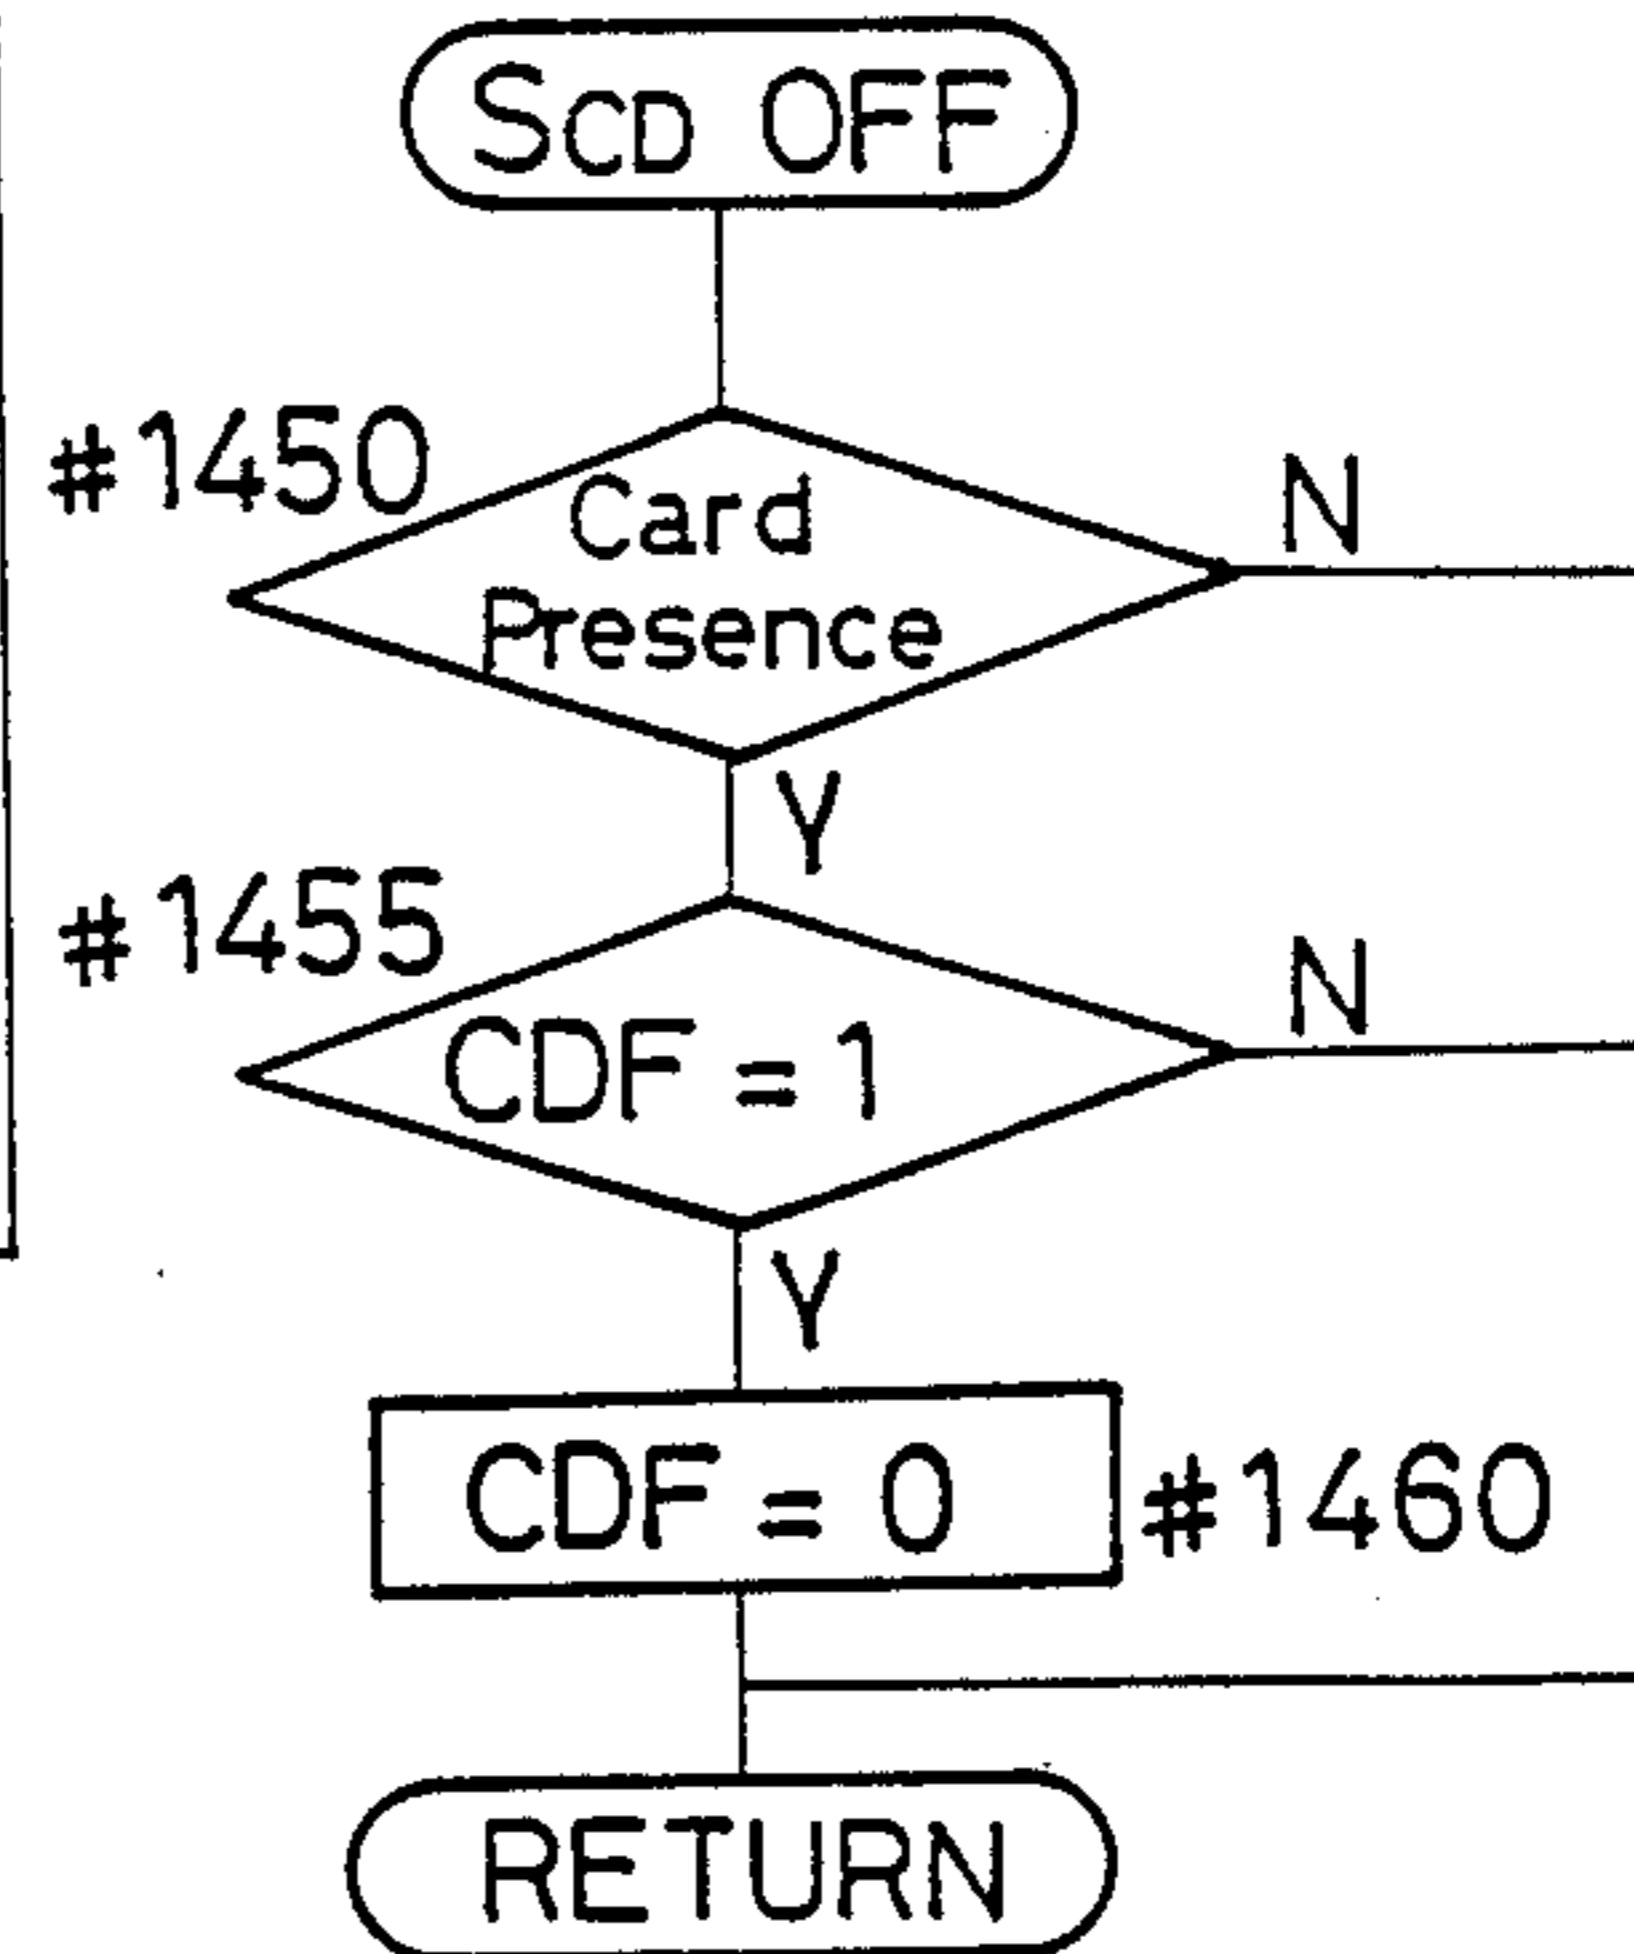 SCD OFF
#1450
Card
Presence
N
Y
#1455
CDF = 1
N
Y
CDF = 0
#1460
RETURN